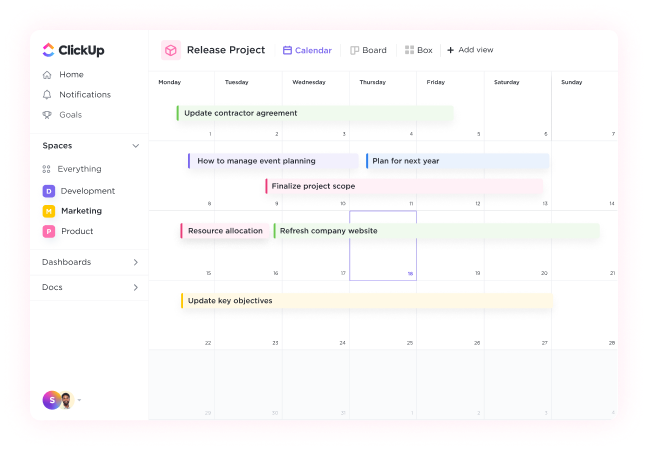 ClickUp
Home
Notifications
Goals
Spaces
Everything
D Development
M Marketing
P Product
Dashboards
Docs
S
Release Project
Calendar
Board
Box
+ Add view
Monday Tuesday Wednesday Thursday Friday Saturday Sunday
Update contractor agreement
1 2 3 4 5 6 7
How to manage event planning
Plan for next year
Finalize project scope
8 9 10 11 12 13 14
Resource allocation
Refresh company website
15 16 17 18 19 20 21
Update key objectives
22 23 24 25 26 27 28
29 30 31 1 2 3 4